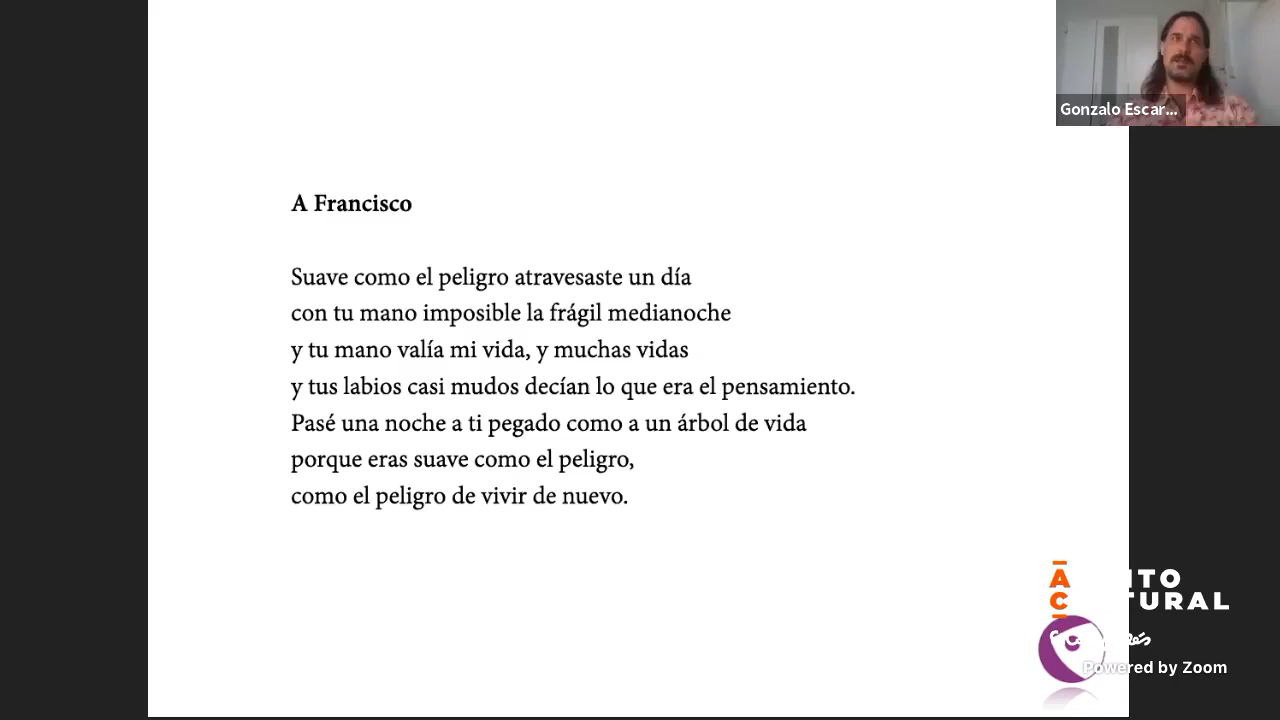 Gonzalo Escar...
A Francisco
Suave como el peligro atravesaste un día
con tu mano imposible la frágil medianoche
y tu mano valía mi vida, y muchas vidas
y tus labios casi mudos decían lo que era el pensamiento.
Pasé una noche a ti pegado como a un árbol de vida
porque eras suave como el peligro,
como el peligro de vivir de nuevo.
Powered by Zoom